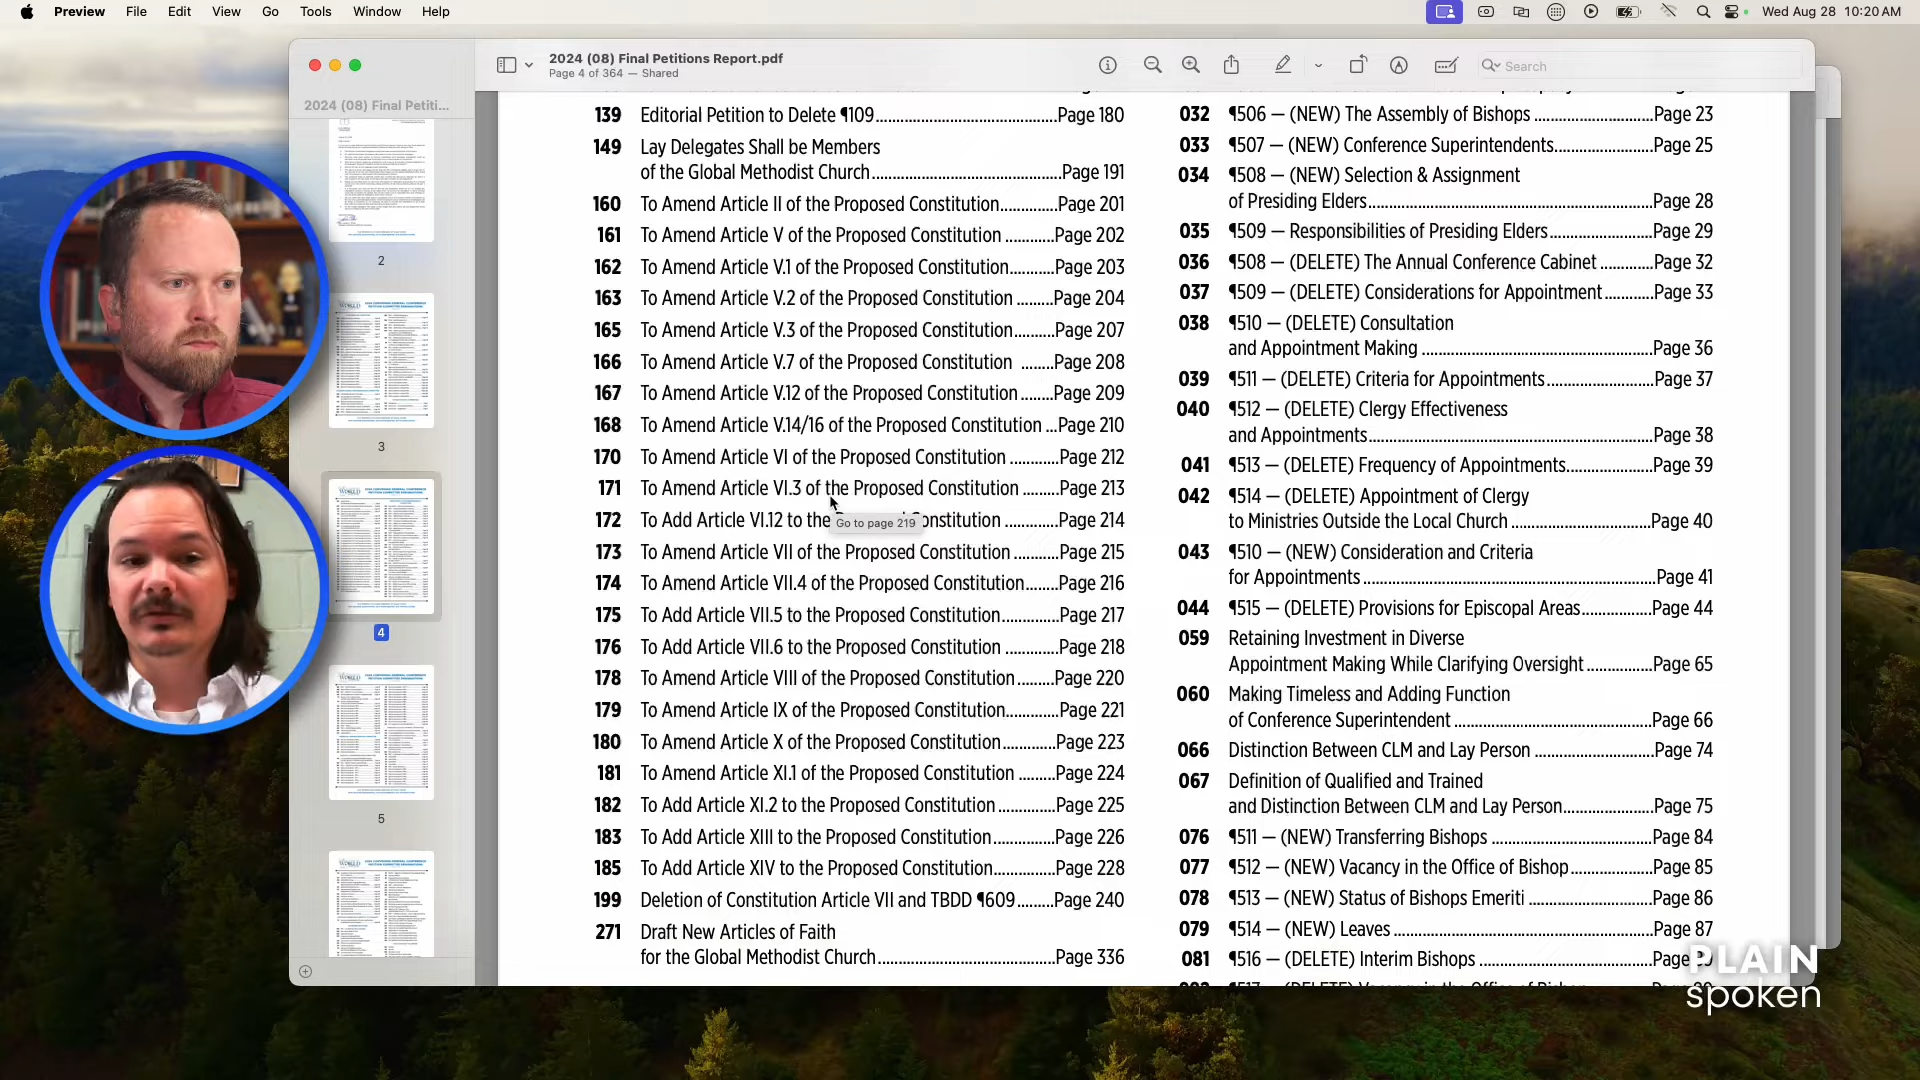 Preview File Edit View Go Tools Window Help
Wed Aug 28 10:20 AM
2024 (08) Final Petitions Report.pdf
Page 4 of 364 — Shared
Search
2024 (08) Final Petiti...
2
3
4
5
139 Editorial Petition to Delete ¶109 Page 180
149 Lay Delegates Shall be Members
of the Global Methodist Church Page 191
160 To Amend Article II of the Proposed Constitution Page 201
161 To Amend Article V of the Proposed Constitution Page 202
162 To Amend Article V.1 of the Proposed Constitution Page 203
163 To Amend Article V.2 of the Proposed Constitution Page 204
165 To Amend Article V.3 of the Proposed Constitution Page 207
166 To Amend Article V.7 of the Proposed Constitution Page 208
167 To Amend Article V.12 of the Proposed Constitution Page 209
168 To Amend Article V.14/16 of the Proposed Constitution Page 210
170 To Amend Article VI of the Proposed Constitution Page 212
171 To Amend Article VI.3 of the Proposed Constitution Page 213
172 To Add Article VI.12 to the Constitution Page 214
Go to page 219
173 To Amend Article VII of the Proposed Constitution Page 215
174 To Amend Article VII.4 of the Proposed Constitution Page 216
175 To Add Article VII.5 to the Proposed Constitution Page 217
176 To Add Article VII.6 to the Proposed Constitution Page 218
178 To Amend Article VIII of the Proposed Constitution Page 220
179 To Amend Article IX of the Proposed Constitution Page 221
180 To Amend Article X of the Proposed Constitution Page 223
181 To Amend Article XI.1 of the Proposed Constitution Page 224
182 To Add Article XI.2 to the Proposed Constitution Page 225
183 To Add Article XIII to the Proposed Constitution Page 226
185 To Add Article XIV to the Proposed Constitution Page 228
199 Deletion of Constitution Article VII and TBDD ¶609 Page 240
271 Draft New Articles of Faith
for the Global Methodist Church Page 336
032 ¶506 — (NEW) The Assembly of Bishops Page 23
033 ¶507 — (NEW) Conference Superintendents Page 25
034 ¶508 — (NEW) Selection & Assignment
of Presiding Elders Page 28
035 ¶509 — Responsibilities of Presiding Elders Page 29
036 ¶508 — (DELETE) The Annual Conference Cabinet Page 32
037 ¶509 — (DELETE) Considerations for Appointment Page 33
038 ¶510 — (DELETE) Consultation
and Appointment Making Page 36
039 ¶511 — (DELETE) Criteria for Appointments Page 37
040 ¶512 — (DELETE) Clergy Effectiveness
and Appointments Page 38
041 ¶513 — (DELETE) Frequency of Appointments Page 39
042 ¶514 — (DELETE) Appointment of Clergy
to Ministries Outside the Local Church Page 40
043 ¶510 — (NEW) Consideration and Criteria
for Appointments Page 41
044 ¶515 — (DELETE) Provisions for Episcopal Areas Page 44
059 Retaining Investment in Diverse
Appointment Making While Clarifying Oversight Page 65
060 Making Timeless and Adding Function
of Conference Superintendent Page 66
066 Distinction Between CLM and Lay Person Page 74
067 Definition of Qualified and Trained
and Distinction Between CLM and Lay Person Page 75
076 ¶511 — (NEW) Transferring Bishops Page 84
077 ¶512 — (NEW) Vacancy in the Office of Bishop Page 85
078 ¶513 — (NEW) Status of Bishops Emeriti Page 86
079 ¶514 — (NEW) Leaves Page 87
081 ¶516 — (DELETE) Interim Bishops
PLAIN
spoken